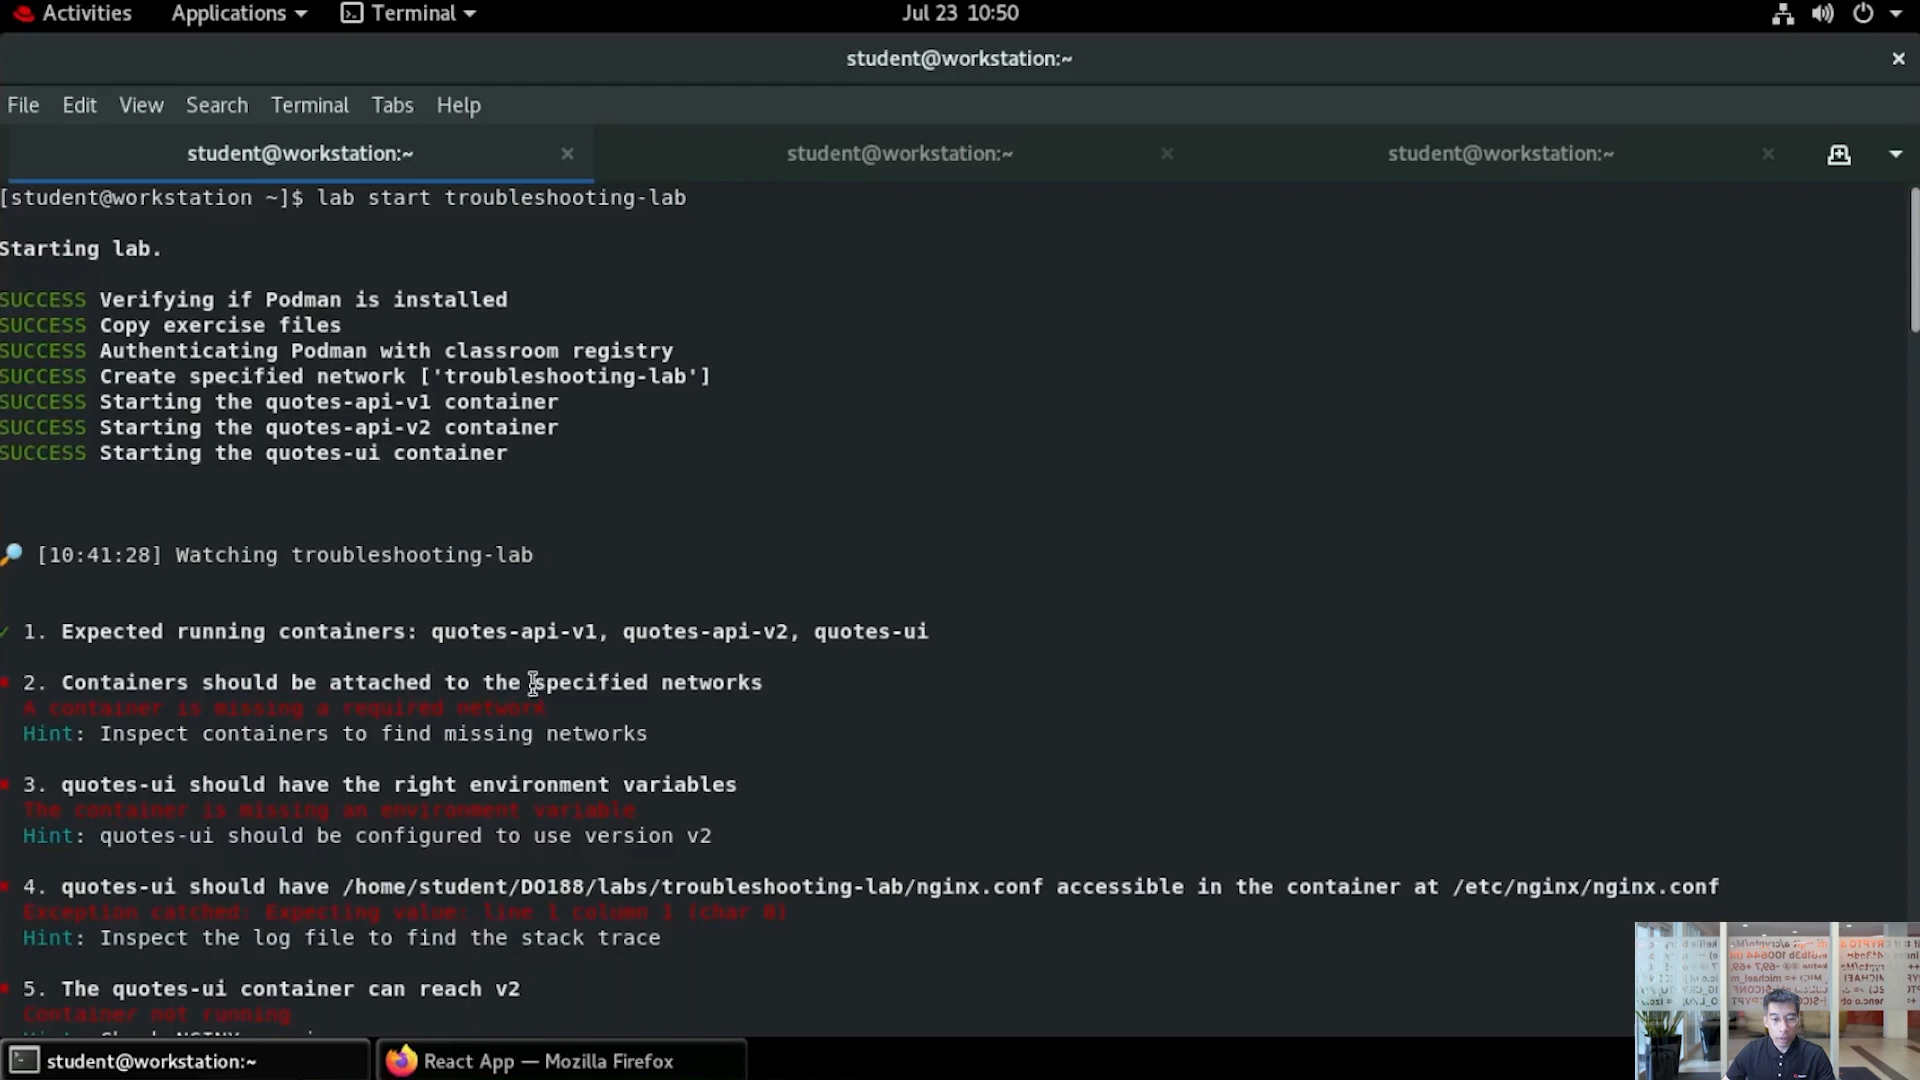 Activities Applications Terminal Jul 23 10:50
student@workstation:~
File Edit View Search Terminal Tabs Help
student@workstation:~ student@workstation:~ student@workstation:~
[student@workstation ~]$ lab start troubleshooting-lab
Starting lab.
SUCCESS Verifying if Podman is installed
SUCCESS Copy exercise files
SUCCESS Authenticating Podman with classroom registry
SUCCESS Create specified network ['troubleshooting-lab']
SUCCESS Starting the quotes-api-v1 container
SUCCESS Starting the quotes-api-v2 container
SUCCESS Starting the quotes-ui container
[10:41:28] Watching troubleshooting-lab
✓ 1. Expected running containers: quotes-api-v1, quotes-api-v2, quotes-ui
2. Containers should be attached to the specified networks
A container is missing a required network
Hint: Inspect containers to find missing networks
3. quotes-ui should have the right environment variables
The container is missing an environment variable
Hint: quotes-ui should be configured to use version v2
4. quotes-ui should have /home/student/DO188/labs/troubleshooting-lab/nginx.conf accessible in the container at /etc/nginx/nginx.conf
Exception catched: Expecting value: line 1 column 1 (char 0)
Hint: Inspect the log file to find the stack trace
5. The quotes-ui container can reach v2
Container not running
student@workstation:~ React App — Mozilla Firefox